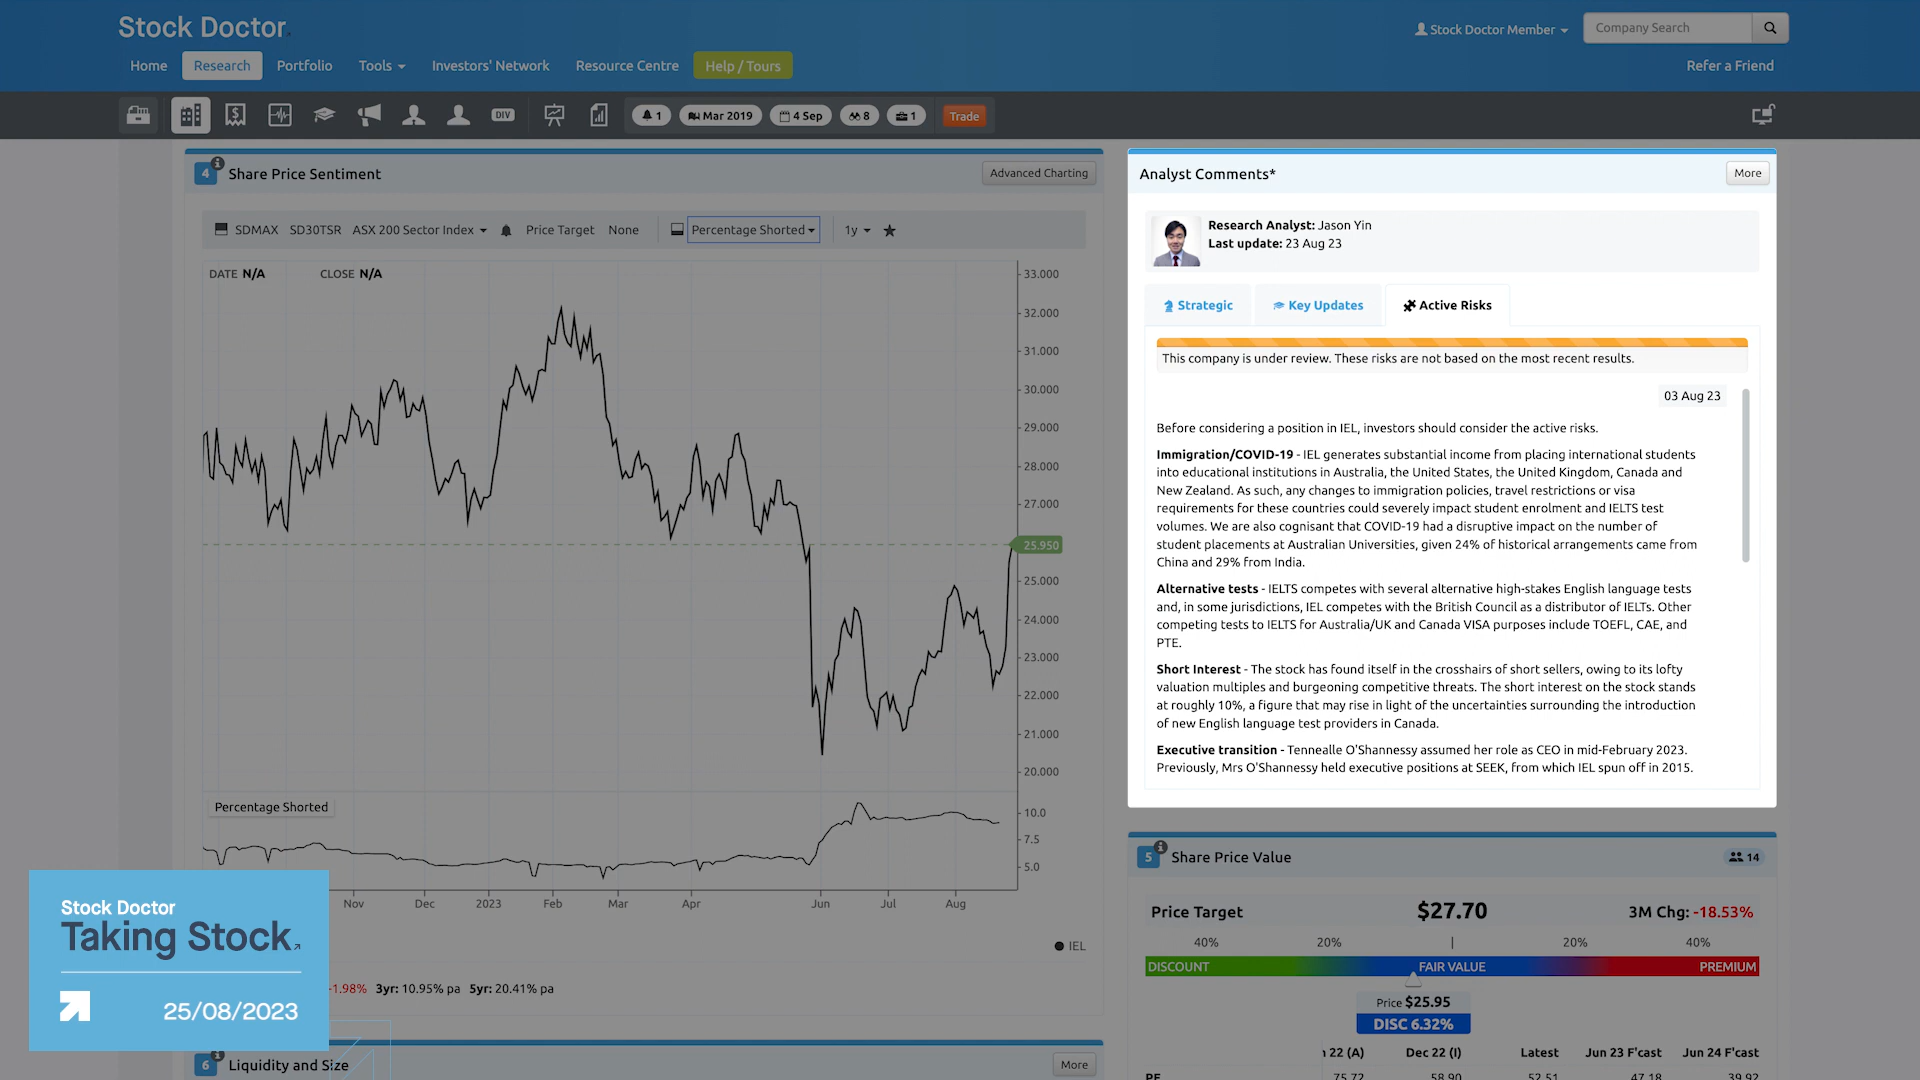 Stock Doctor
Stock Doctor Member
Company Search
Home
Research
Portfolio
Tools
Investors' Network
Resource Centre
Help / Tours
Refer a Friend
DIV
1
Mar 2019
4 Sep
8
1
Trade
4
Share Price Sentiment
Advanced Charting
SDMAX
SD30TSR
ASX 200 Sector Index
Price Target
None
Percentage Shorted
1y
DATE N/A
CLOSE N/A
33.000
32.000
31.000
30.000
29.000
28.000
27.000
25.950
25.000
24.000
23.000
22.000
21.000
20.000
Percentage Shorted
10.0
7.5
5.0
Nov
Dec
2023
Feb
Mar
Apr
Jun
Jul
Aug
IEL
-1.98% 3yr: 10.95% pa 5yr: 20.41% pa
6
Liquidity and Size
More
Stock Doctor
Taking Stock.
25/08/2023
Analyst Comments*
More
Research Analyst: Jason Yin
Last update: 23 Aug 23
Strategic
Key Updates
Active Risks
This company is under review. These risks are not based on the most recent results.
03 Aug 23
Before considering a position in IEL, investors should consider the active risks.
Immigration/COVID-19 - IEL generates substantial income from placing international students
into educational institutions in Australia, the United States, the United Kingdom, Canada and
New Zealand. As such, any changes to immigration policies, travel restrictions or visa
requirements for these countries could severely impact student enrolment and IELTS test
volumes. We are also cognisant that COVID-19 had a disruptive impact on the number of
student placements at Australian Universities, given 24% of historical arrangements came from
China and 29% from India.
Alternative tests - IELTS competes with several alternative high-stakes English language tests
and, in some jurisdictions, IEL competes with the British Council as a distributor of IELTs. Other
competing tests to IELTS for Australia/UK and Canada VISA purposes include TOEFL, CAE, and
PTE.
Short Interest - The stock has found itself in the crosshairs of short sellers, owing to its lofty
valuation multiples and burgeoning competitive threats. The short interest on the stock stands
at roughly 10%, a figure that may rise in light of the uncertainties surrounding the introduction
of new English language test providers in Canada.
Executive transition - Tennealle O'Shannessy assumed her role as CEO in mid-February 2023.
Previously, Mrs O'Shannessy held executive positions at SEEK, from which IEL spun off in 2015.
5
Share Price Value
14
Price Target
$27.70
3M Chg: -18.53%
40%
20%
20%
40%
DISCOUNT
FAIR VALUE
PREMIUM
Price $25.95
DISC 6.32%
22 (A)
Dec 22 (I)
Latest
Jun 23 F'cast
Jun 24 F'cast
PE
75.72
58.90
52.51
47.18
39.92